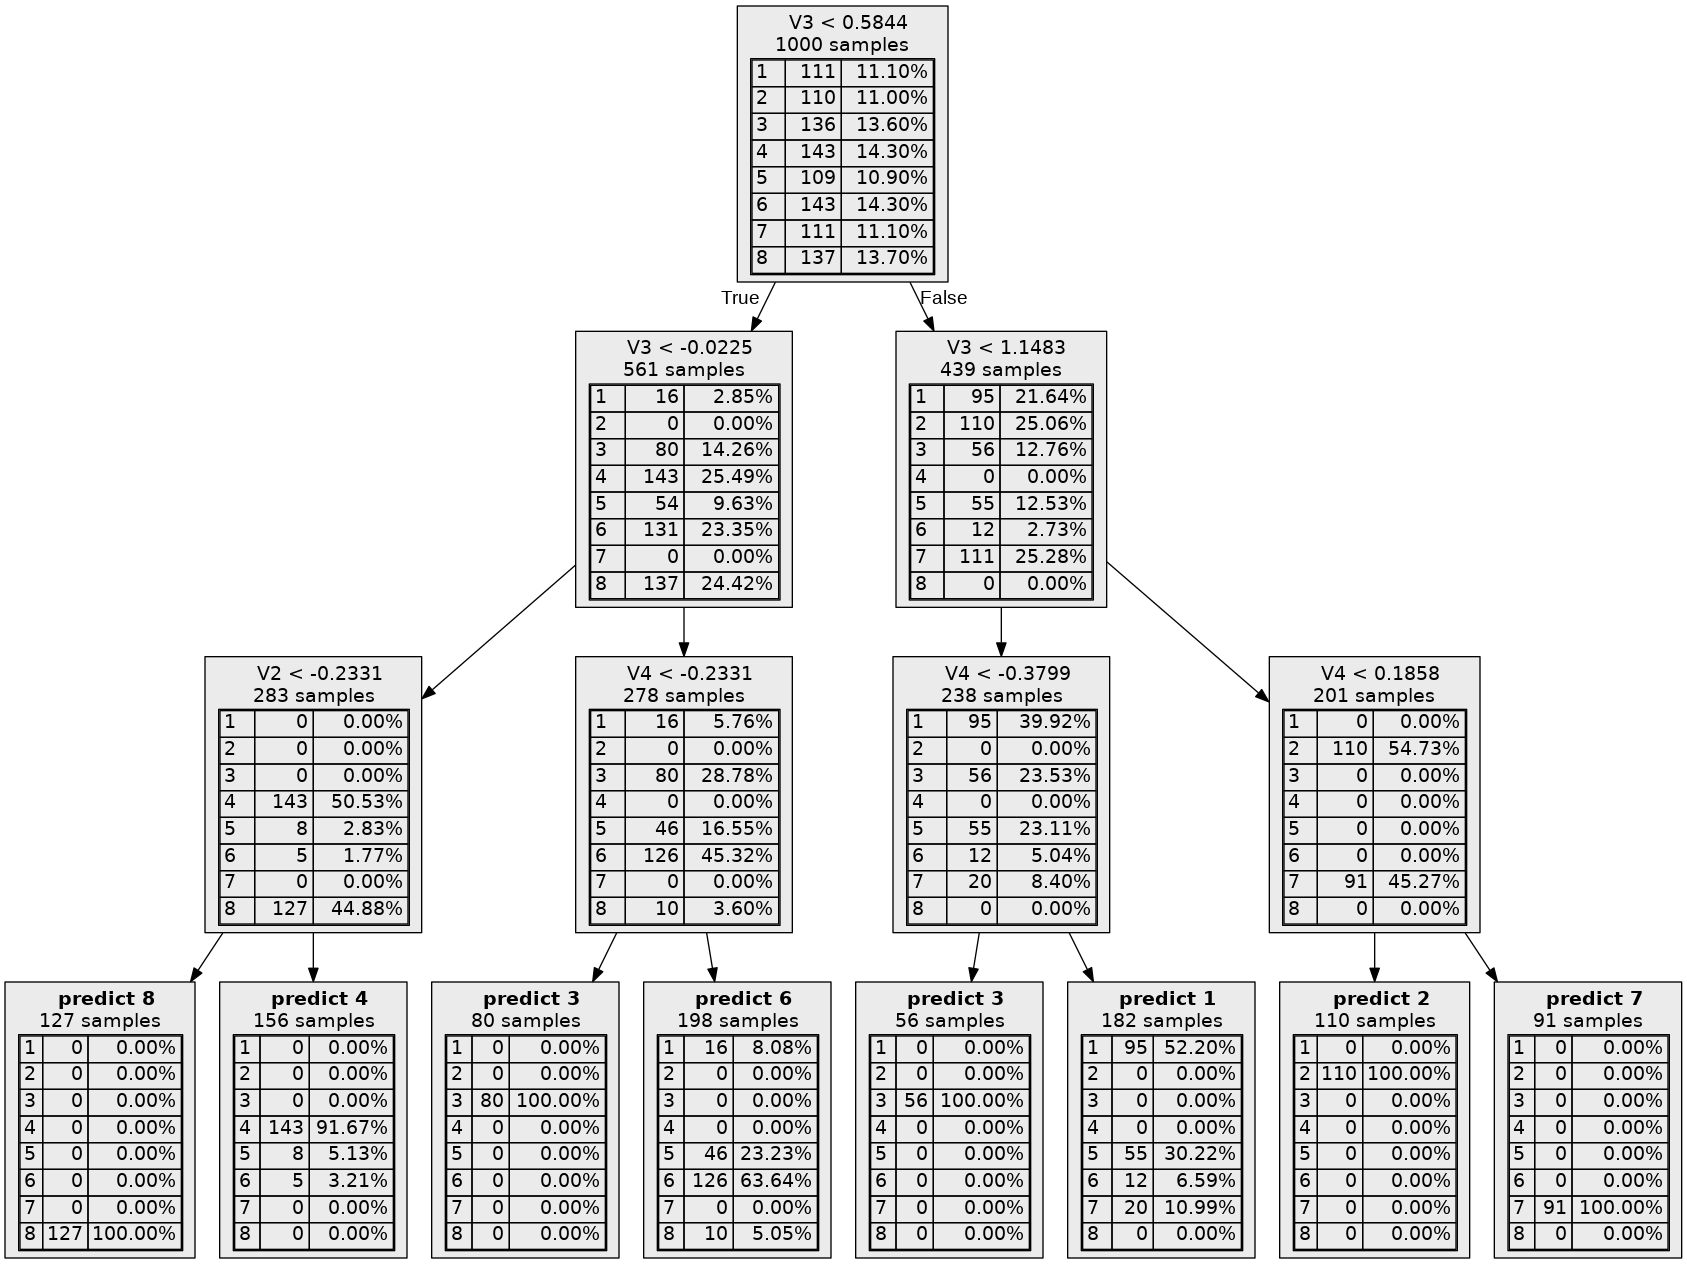 V3 < 0.5844
1000 samples
1 111 11.10%
2 110 11.00%
3 136 13.60%
4 143 14.30%
5 109 10.90%
6 143 14.30%
7 111 11.10%
8 137 13.70%
True
False
V3 < -0.0225
561 samples
1 16 2.85%
2 0 0.00%
3 80 14.26%
4 143 25.49%
5 54 9.63%
6 131 23.35%
7 0 0.00%
8 137 24.42%
V3 < 1.1483
439 samples
1 95 21.64%
2 110 25.06%
3 56 12.76%
4 0 0.00%
5 55 12.53%
6 12 2.73%
7 111 25.28%
8 0 0.00%
V2 < -0.2331
283 samples
1 0 0.00%
2 0 0.00%
3 0 0.00%
4 143 50.53%
5 8 2.83%
6 5 1.77%
7 0 0.00%
8 127 44.88%
V4 < -0.2331
278 samples
1 16 5.76%
2 0 0.00%
3 80 28.78%
4 0 0.00%
5 46 16.55%
6 126 45.32%
7 0 0.00%
8 10 3.60%
V4 < -0.3799
238 samples
1 95 39.92%
2 0 0.00%
3 56 23.53%
4 0 0.00%
5 55 23.11%
6 12 5.04%
7 20 8.40%
8 0 0.00%
V4 < 0.1858
201 samples
1 0 0.00%
2 110 54.73%
3 0 0.00%
4 0 0.00%
5 0 0.00%
6 0 0.00%
7 91 45.27%
8 0 0.00%
predict 8
127 samples
1 0 0.00%
2 0 0.00%
3 0 0.00%
4 0 0.00%
5 0 0.00%
6 0 0.00%
7 0 0.00%
8 127 100.00%
predict 4
156 samples
1 0 0.00%
2 0 0.00%
3 0 0.00%
4 143 91.67%
5 8 5.13%
6 5 3.21%
7 0 0.00%
8 0 0.00%
predict 3
80 samples
1 0 0.00%
2 0 0.00%
3 80 100.00%
4 0 0.00%
5 0 0.00%
6 0 0.00%
7 0 0.00%
8 0 0.00%
predict 6
198 samples
1 16 8.08%
2 0 0.00%
3 0 0.00%
4 0 0.00%
5 46 23.23%
6 126 63.64%
7 0 0.00%
8 10 5.05%
predict 3
56 samples
1 0 0.00%
2 0 0.00%
3 56 100.00%
4 0 0.00%
5 0 0.00%
6 0 0.00%
7 0 0.00%
8 0 0.00%
predict 1
182 samples
1 95 52.20%
2 0 0.00%
3 0 0.00%
4 0 0.00%
5 55 30.22%
6 12 6.59%
7 20 10.99%
8 0 0.00%
predict 2
110 samples
1 0 0.00%
2 110 100.00%
3 0 0.00%
4 0 0.00%
5 0 0.00%
6 0 0.00%
7 0 0.00%
8 0 0.00%
predict 7
91 samples
1 0 0.00%
2 0 0.00%
3 0 0.00%
4 0 0.00%
5 0 0.00%
6 0 0.00%
7 91 100.00%
8 0 0.00%